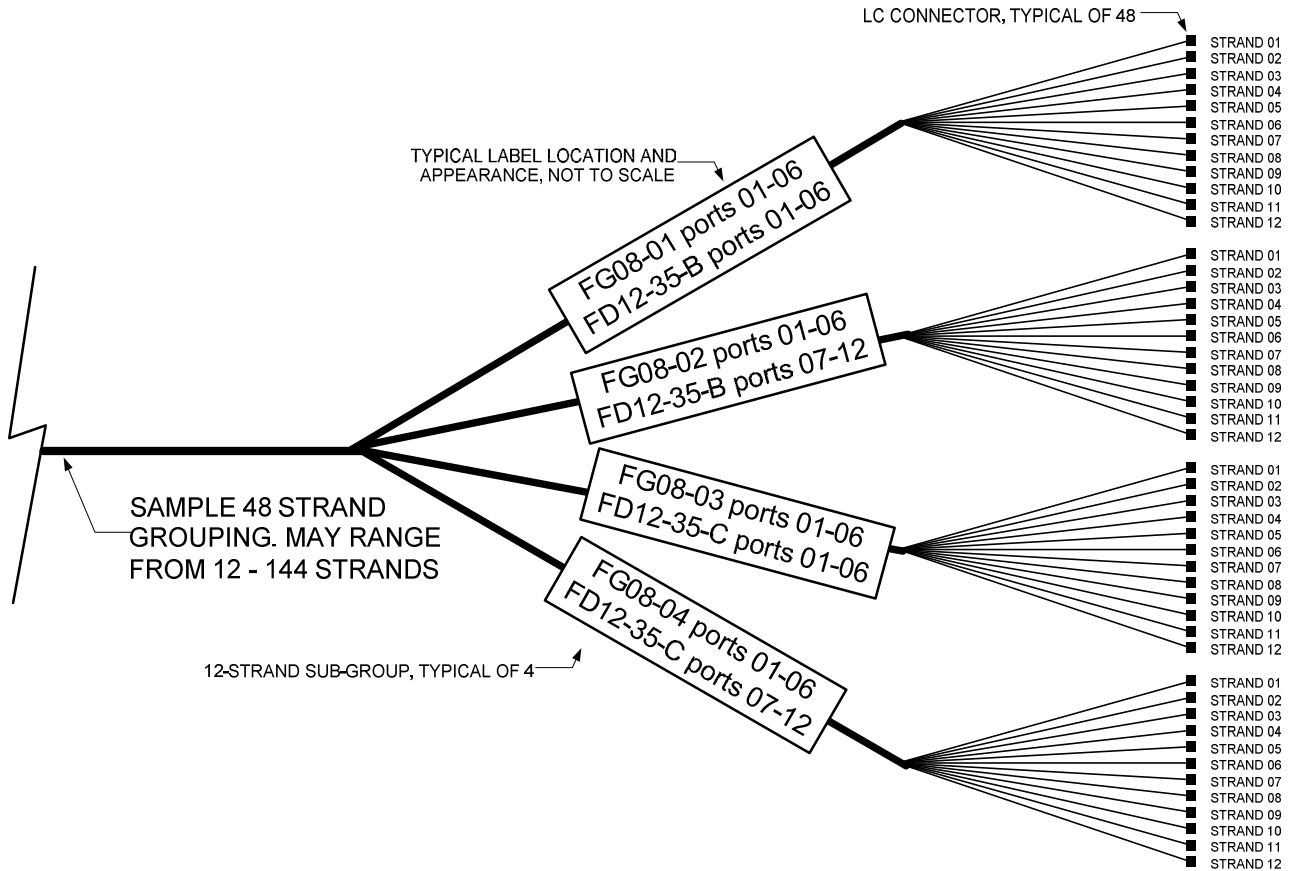 LC CONNECTOR, TYPICAL OF 48
STRAND 01
STRAND 02
STRAND 03
STRAND 04
STRAND 05
STRAND 06
STRAND 07
STRAND 08
STRAND 09
STRAND 10
STRAND 11
STRAND 12
TYPICAL LABEL LOCATION AND
APPEARANCE, NOT TO SCALE
FG08-01 ports 01-06
FD12-35-B ports 01-06
STRAND 01
STRAND 02
STRAND 03
STRAND 04
STRAND 05
STRAND 06
STRAND 07
STRAND 08
STRAND 09
STRAND 10
STRAND 11
STRAND 12
FG08-02 ports 01-06
FD12-35-B ports 07-12
SAMPLE 48 STRAND
GROUPING. MAY RANGE
FROM 12 - 144 STRANDS
FG08-03 ports 01-06
FD12-35-C ports 01-06
STRAND 01
STRAND 02
STRAND 03
STRAND 04
STRAND 05
STRAND 06
STRAND 07
STRAND 08
STRAND 09
STRAND 10
STRAND 11
STRAND 12
FG08-04 ports 01-06
FD12-35-C ports 07-12
12-STRAND SUB-GROUP, TYPICAL OF 4
STRAND 01
STRAND 02
STRAND 03
STRAND 04
STRAND 05
STRAND 06
STRAND 07
STRAND 08
STRAND 09
STRAND 10
STRAND 11
STRAND 12